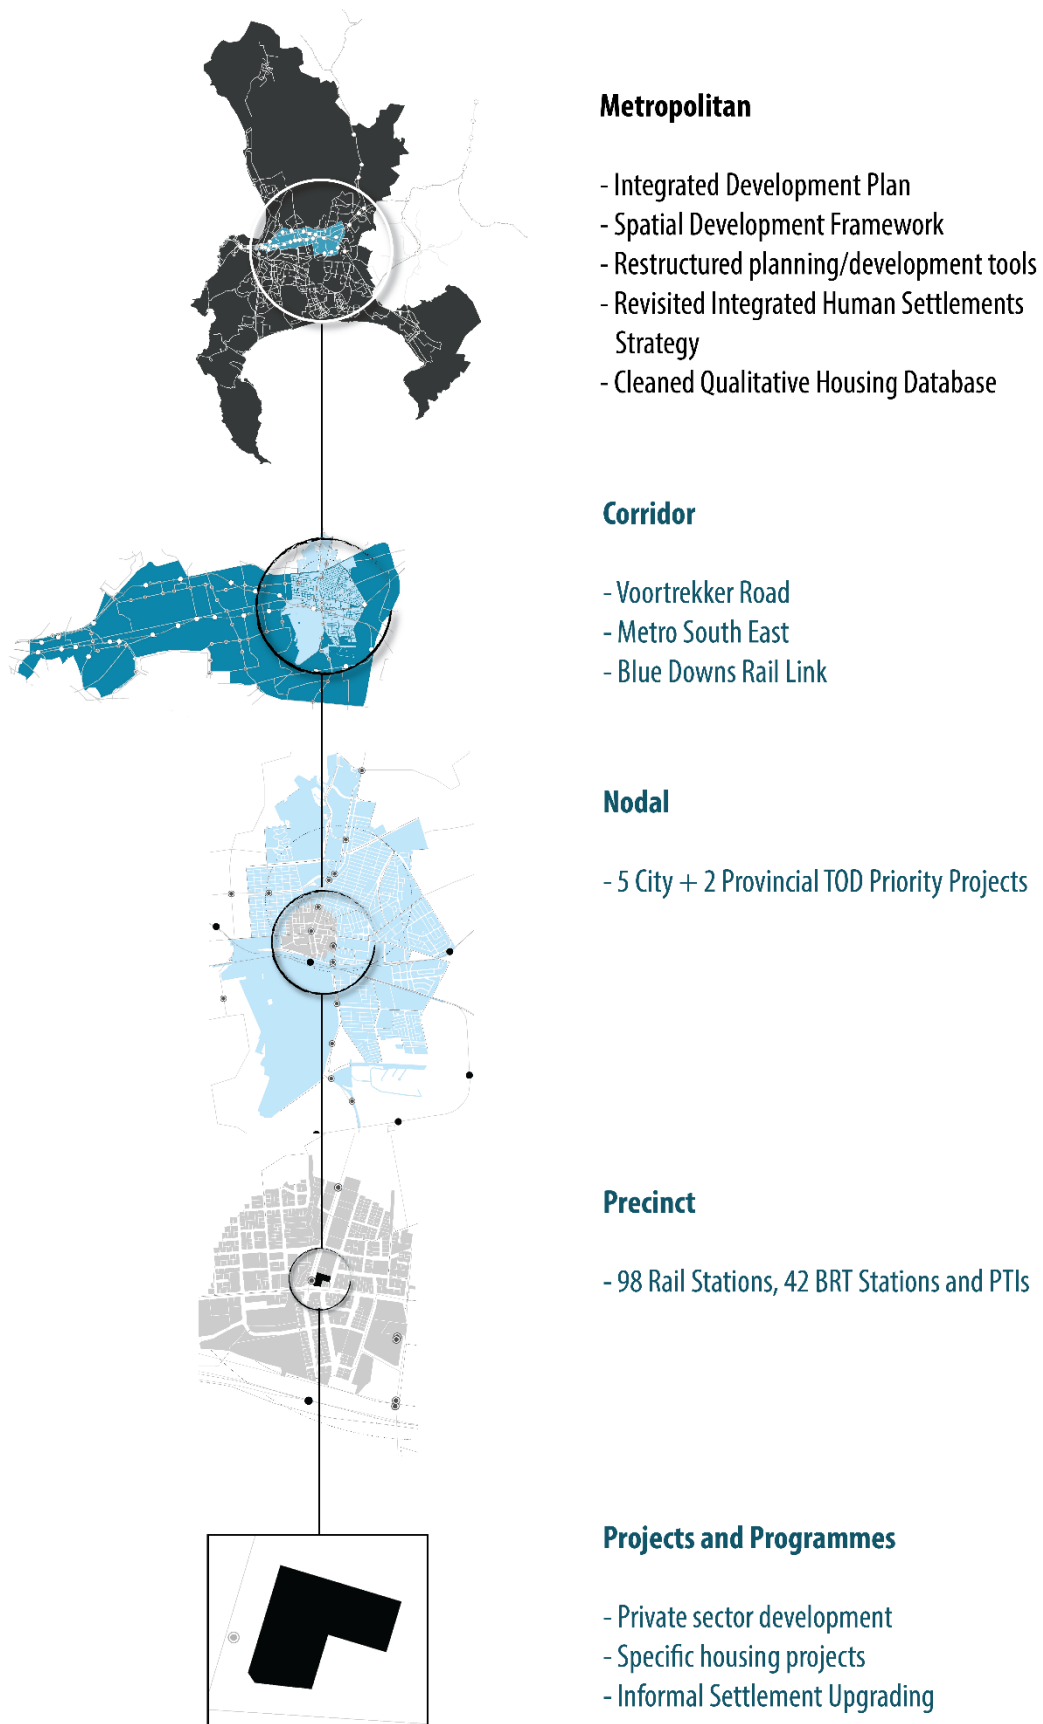 Metropolitan
- Integrated Development Plan
- Spatial Development Framework
- Restructured planning/development tools
- Revisited Integrated Human Settlements
Strategy
- Cleaned Qualitative Housing Database
Corridor
- Voortrekker Road
- Metro South East
- Blue Downs Rail Link
Nodal
- 5 City + 2 Provincial TOD Priority Projects
Precinct
- 98 Rail Stations, 42 BRT Stations and PTIs
Projects and Programmes
- Private sector development
- Specific housing projects
- Informal Settlement Upgrading